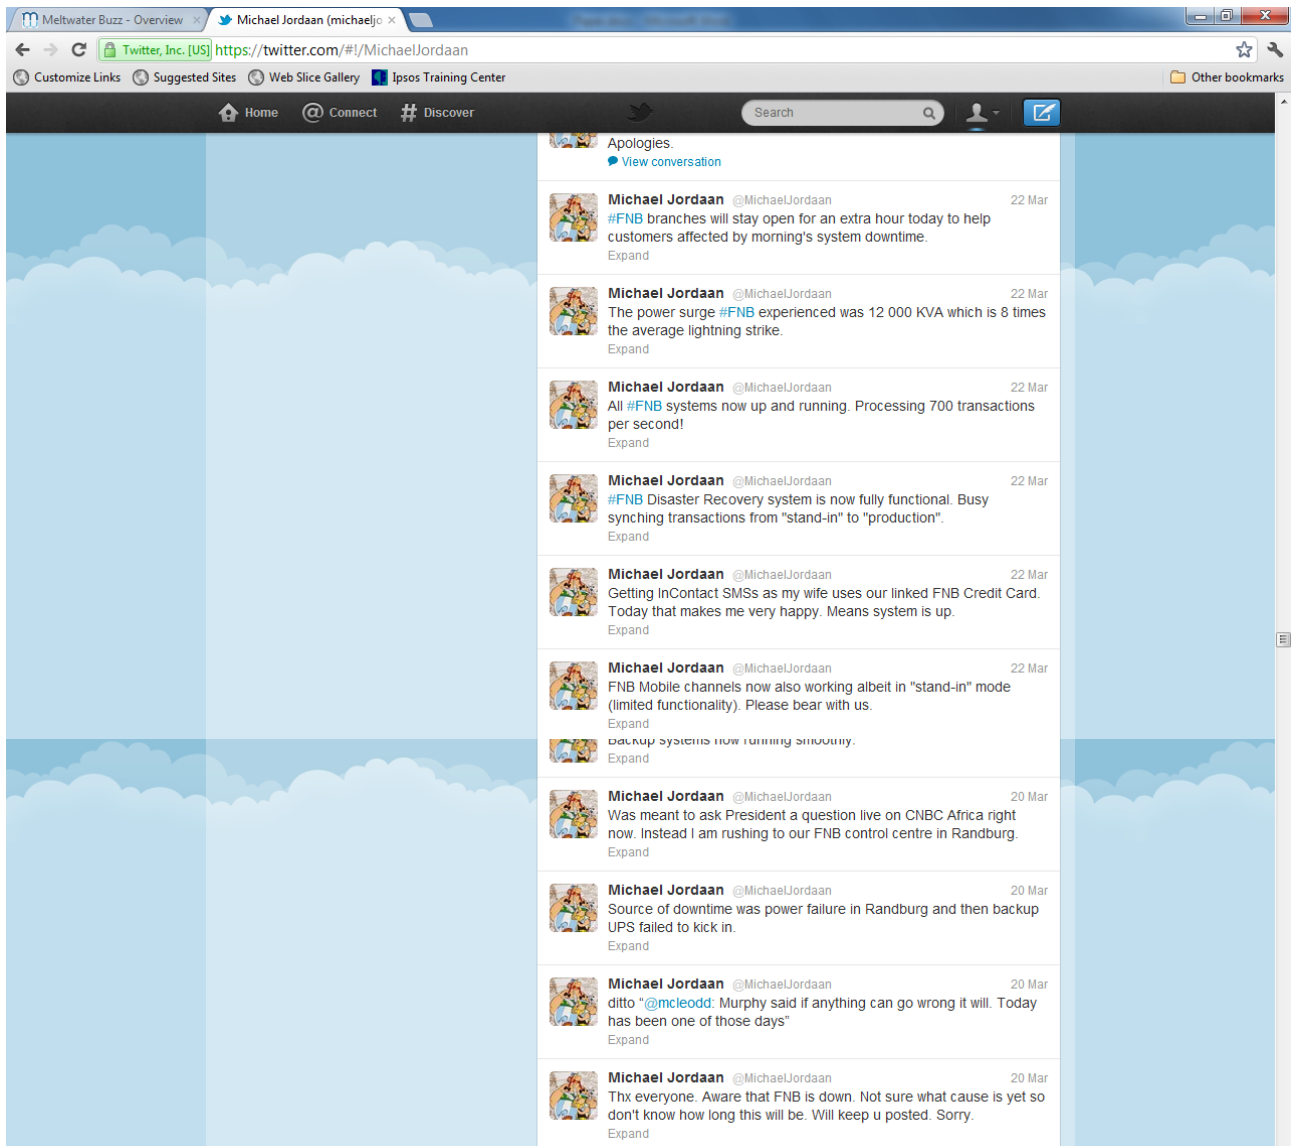 Meltwater Buzz - Overview
Michael Jordaan (michaeljo
Twitter, Inc. [US] https://twitter.com/#!/MichaelJordaan
Customize Links Suggested Sites Web Slice Gallery Ipsos Training Center Other bookmarks
Home Connect Discover Search
Apologies.
View conversation
Michael Jordaan @MichaelJordaan 22 Mar
#FNB branches will stay open for an extra hour today to help
customers affected by morning's system downtime.
Expand
Michael Jordaan @MichaelJordaan 22 Mar
The power surge #FNB experienced was 12 000 KVA which is 8 times
the average lightning strike.
Expand
Michael Jordaan @MichaelJordaan 22 Mar
All #FNB systems now up and running. Processing 700 transactions
per second!
Expand
Michael Jordaan @MichaelJordaan 22 Mar
#FNB Disaster Recovery system is now fully functional. Busy
synching transactions from "stand-in" to "production".
Expand
Michael Jordaan @MichaelJordaan 22 Mar
Getting InContact SMSs as my wife uses our linked FNB Credit Card.
Today that makes me very happy. Means system is up.
Expand
Michael Jordaan @MichaelJordaan 22 Mar
FNB Mobile channels now also working albeit in "stand-in" mode
(limited functionality). Please bear with us.
Expand
Backup systems now running smoothly.
Expand
Michael Jordaan @MichaelJordaan 20 Mar
Was meant to ask President a question live on CNBC Africa right
now. Instead I am rushing to our FNB control centre in Randburg.
Expand
Michael Jordaan @MichaelJordaan 20 Mar
Source of downtime was power failure in Randburg and then backup
UPS failed to kick in.
Expand
Michael Jordaan @MichaelJordaan 20 Mar
ditto “@mcleodd: Murphy said if anything can go wrong it will. Today
has been one of those days”
Expand
Michael Jordaan @MichaelJordaan 20 Mar
Thx everyone. Aware that FNB is down. Not sure what cause is yet so
don't know how long this will be. Will keep u posted. Sorry.
Expand